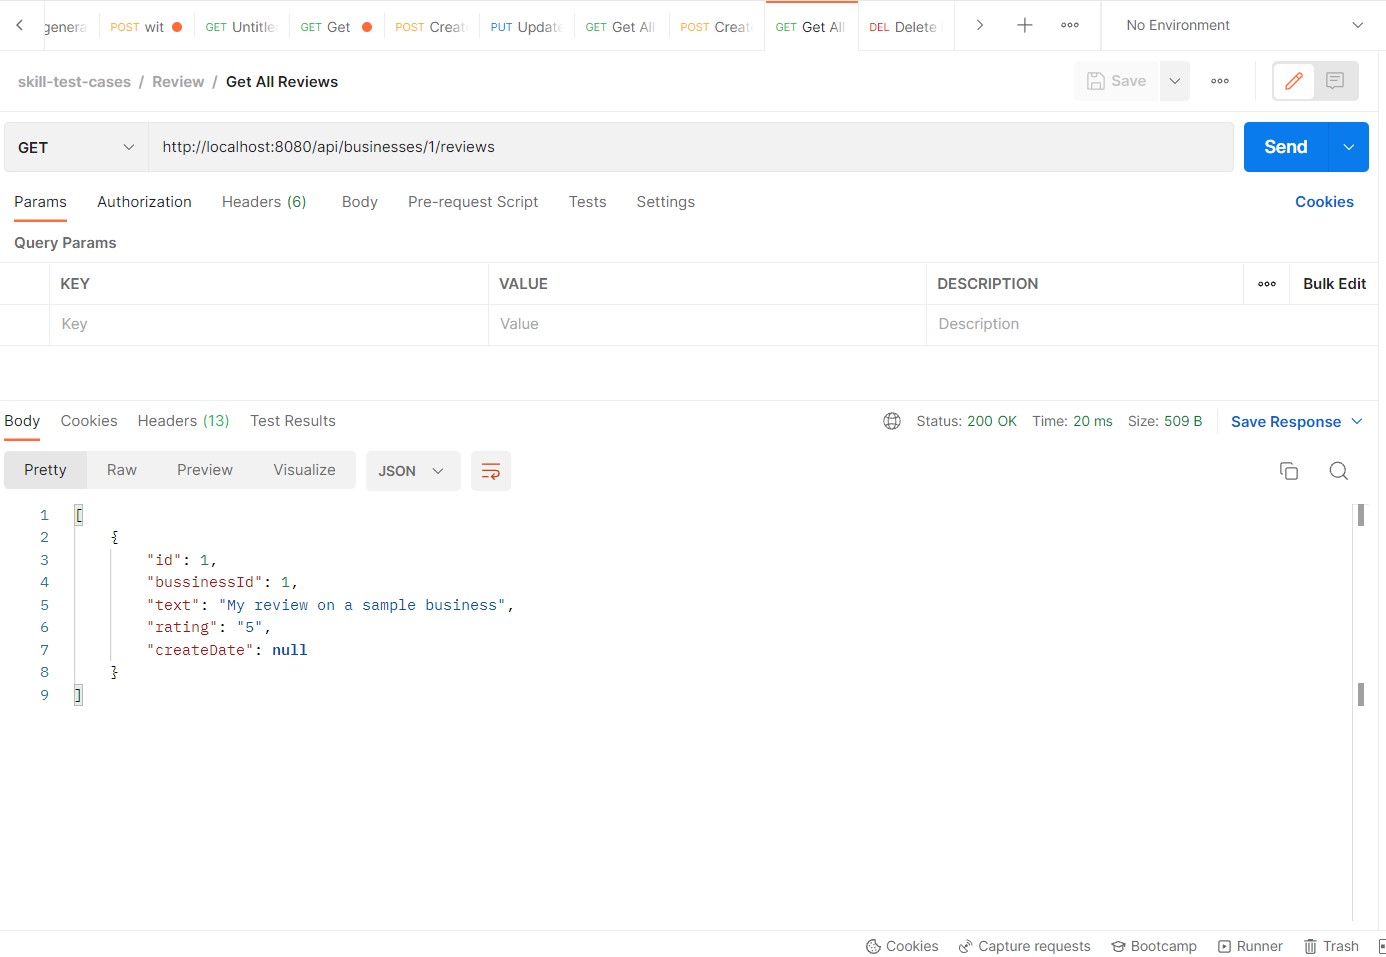 genera POST wit GET Untitle GET Get POST Creat PUT Update GET Get All POST Creat GET Get All DEL Delete No Environment
skill-test-cases / Review / Get All Reviews Save
GET http://localhost:8080/api/businesses/1/reviews Send
Params Authorization Headers (6) Body Pre-request Script Tests Settings Cookies
Query Params
KEY VALUE DESCRIPTION Bulk Edit
Key Value Description
Body Cookies Headers (13) Test Results Status: 200 OK Time: 20 ms Size: 509 B Save Response
Pretty Raw Preview Visualize JSON
1 [
2 {
3 "id": 1,
4 "bussinessId": 1,
5 "text": "My review on a sample business",
6 "rating": "5",
7 "createDate": null
8 }
9 ]
Cookies Capture requests Bootcamp Runner Trash